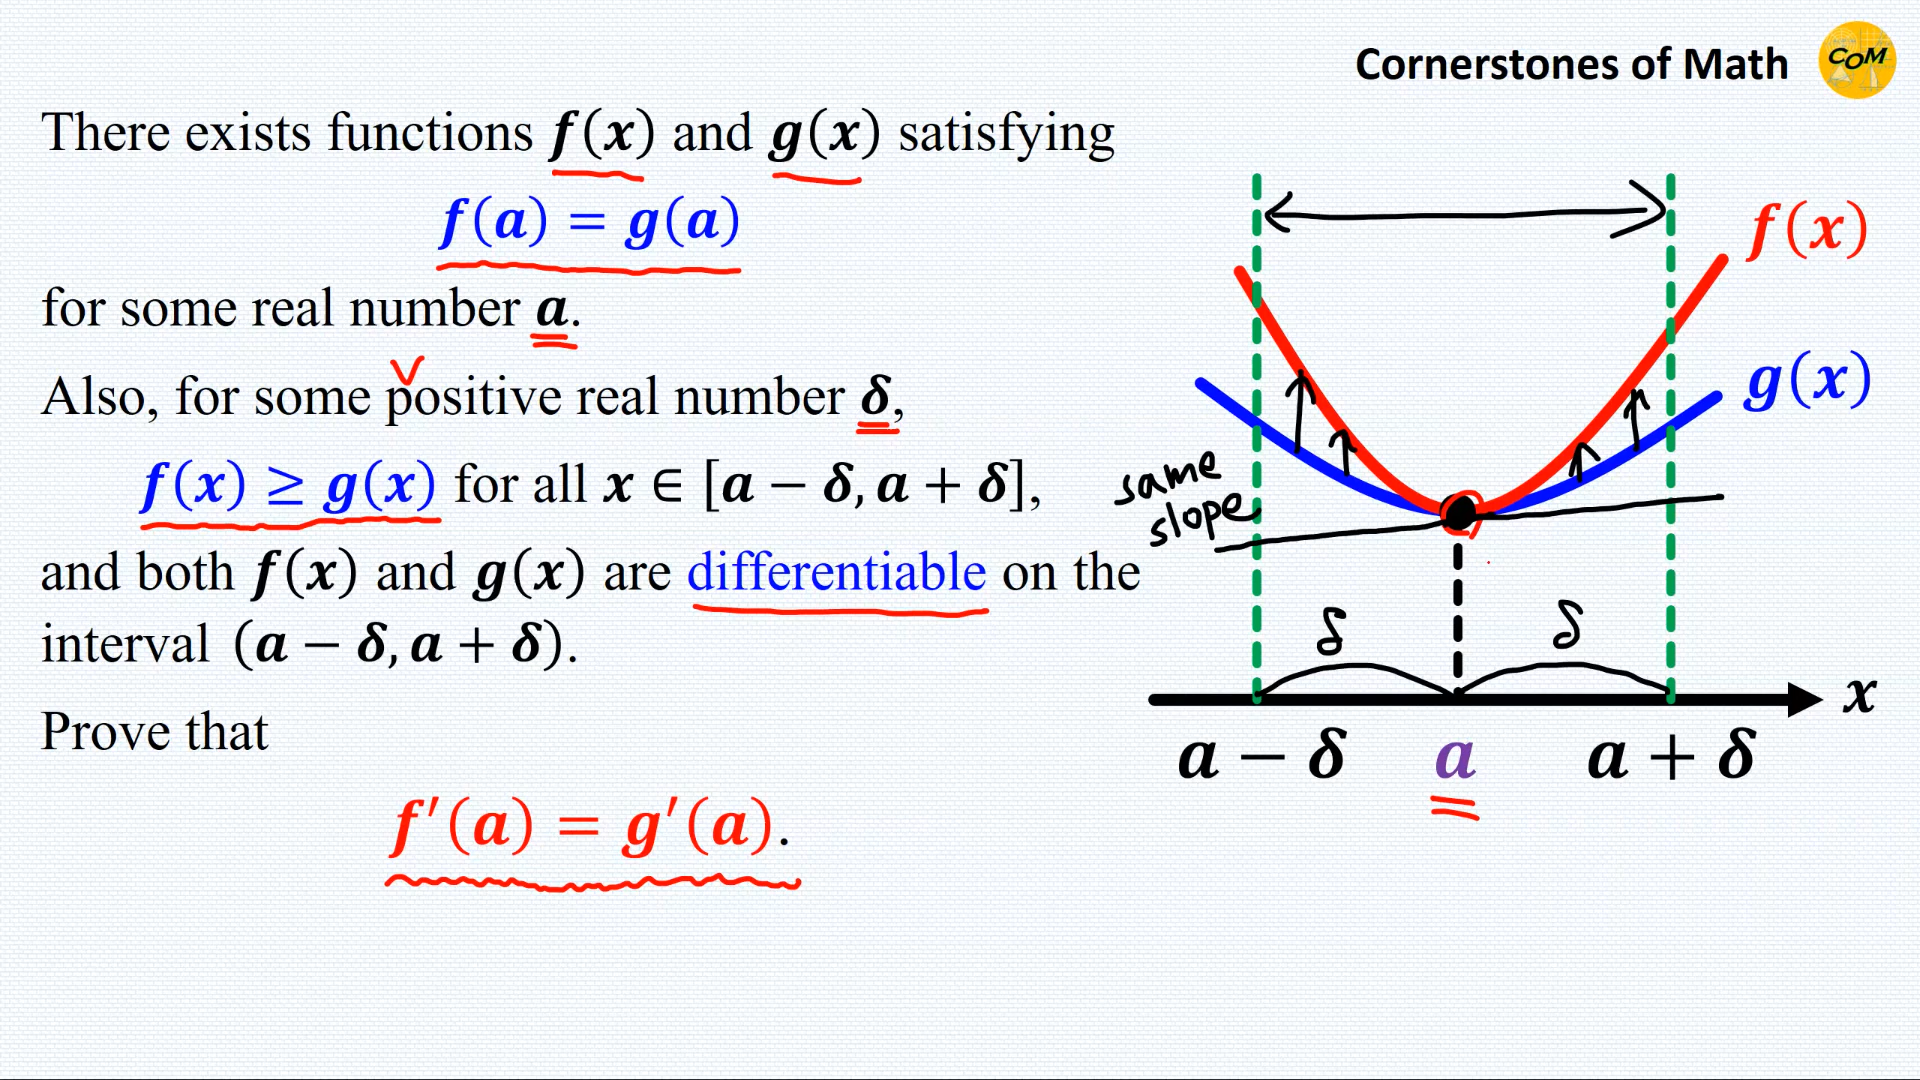 Cornerstones of Math
COM
There exists functions f(x) and g(x) satisfying
f(a) = g(a)
for some real number a.
Also, for some positive real number δ,
f(x) ≥ g(x) for all x ∈ [a − δ, a + δ],
and both f(x) and g(x) are differentiable on the
interval (a − δ, a + δ).
Prove that
f′(a) = g′(a).
f(x)
g(x)
same
slope
δ δ
x
a − δ a a + δ